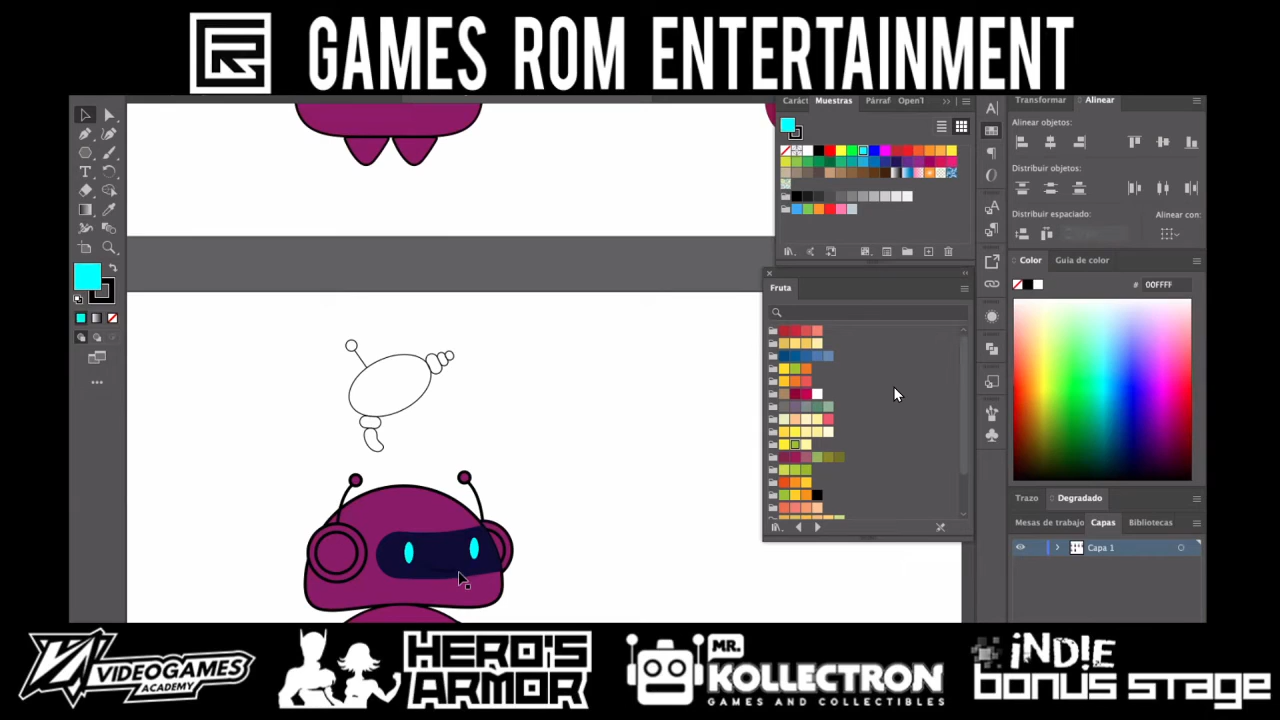 GAMES ROM ENTERTAINMENT
Caráct
Muestras
Párraf
OpenT
Transformar
Alinear
Alinear objetos:
Distribuir objetos:
Distribuir espaciado:
Alinear con:
Color
Guía de color
# 00FFFF
Fruta
Trazo
Degradado
Mesas de trabajo
Capas
Bibliotecas
Capa 1
VIDEOGAMES
ACADEMY
HERO'S
ARMOR
MR.
KOLLECTRON
GAMES AND COLLECTIBLES
INDIE
BONUS STAGE